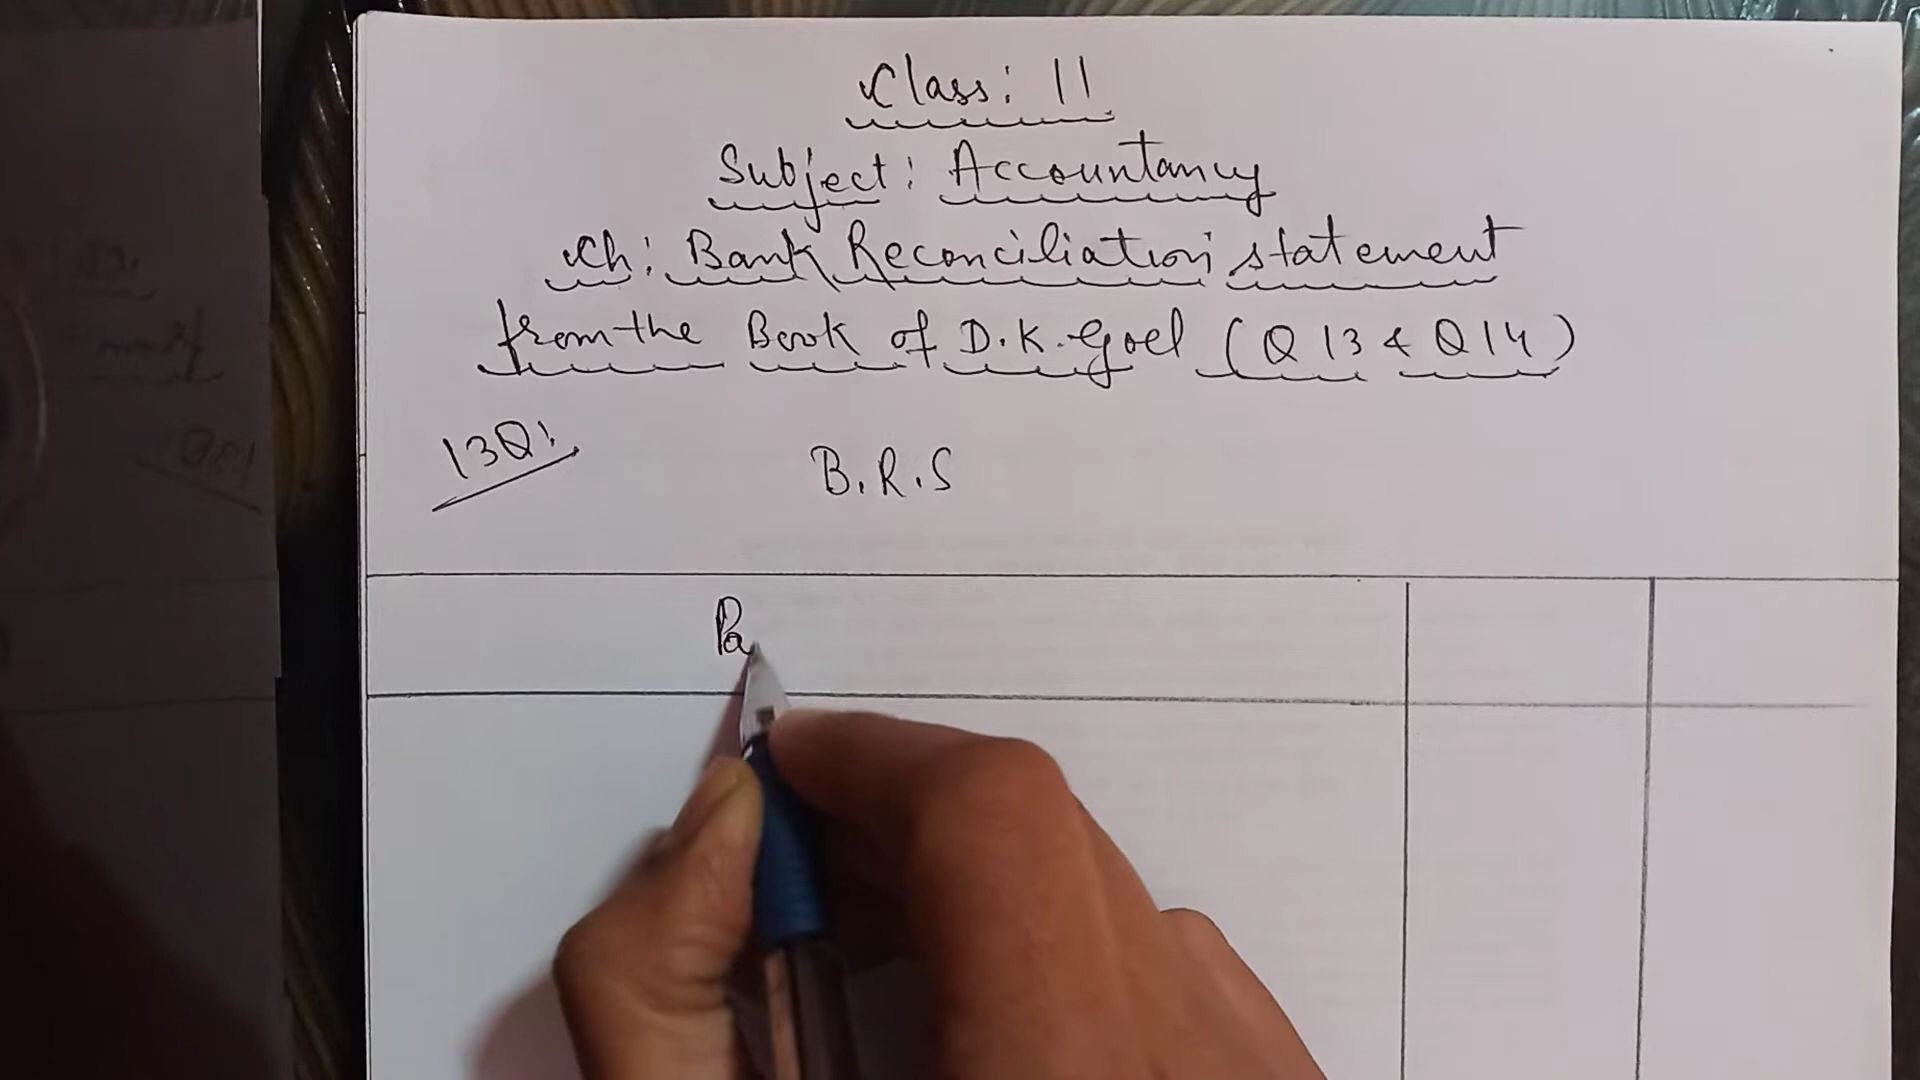 Class: 11
Subject: Accountancy
Ch: Bank Reconciliation statement
from the Book of D.K. Goel (Q 13 & Q 14)
13Q:
B.R.S
Pa